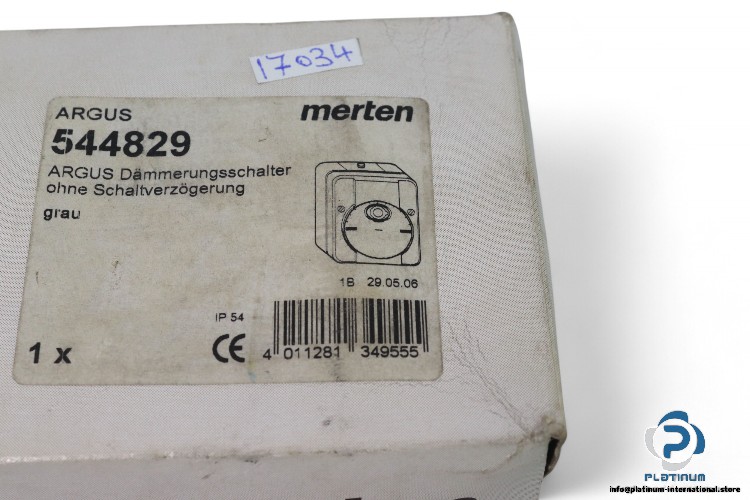 17034
ARGUS
merten
544829
ARGUS Dämmerungsschalter
ohne Schaltverzögerung
grau
1B 29.05.06
IP 54
1 x CE
4 011281 349555
PLATINUM
info@platinum-international.store